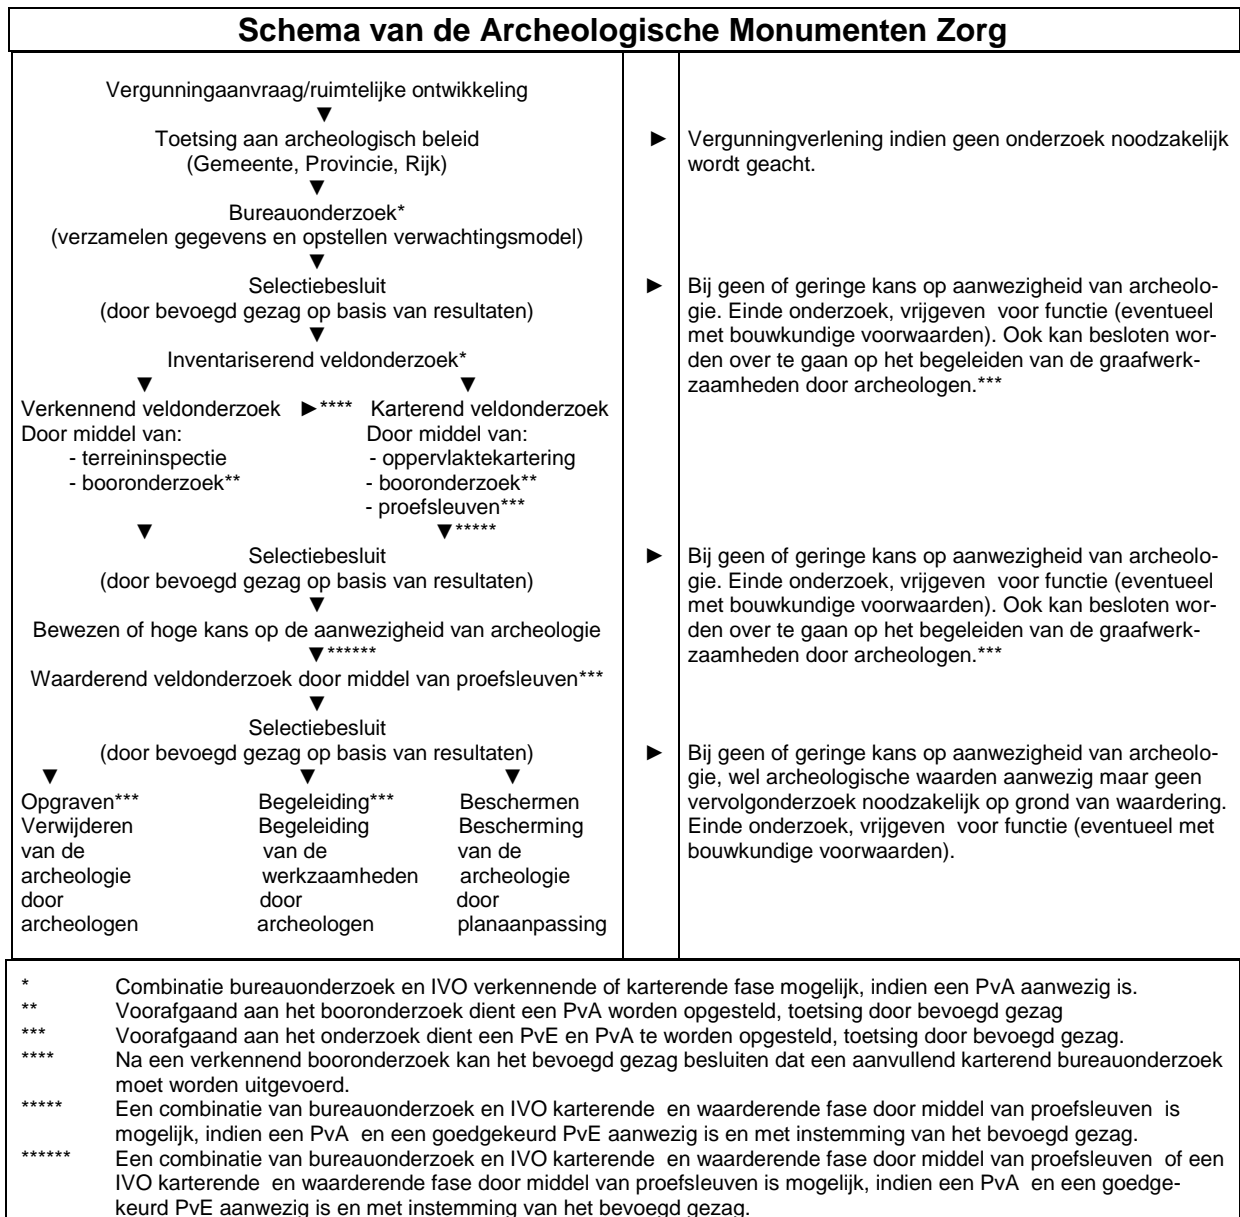 Schema van de Archeologische Monumenten Zorg
Vergunningaanvraag/ruimtelijke ontwikkeling
▼
Toetsing aan archeologisch beleid
(Gemeente, Provincie, Rijk)
▼
► Vergunningverlening indien geen onderzoek noodzakelijk
wordt geacht.
Bureauonderzoek*
(verzamelen gegevens en opstellen verwachtingsmodel)
▼
Selectiebesluit
(door bevoegd gezag op basis van resultaten)
▼
► Bij geen of geringe kans op aanwezigheid van archeolo-
gie. Einde onderzoek, vrijgeven voor functie (eventueel
met bouwkundige voorwaarden). Ook kan besloten wor-
den over te gaan op het begeleiden van de graafwerk-
zaamheden door archeologen.***
Inventariserend veldonderzoek*
▼ ▼
Verkennend veldonderzoek ►**** Karterend veldonderzoek
Door middel van: Door middel van:
- terreininspectie - oppervlaktekartering
- booronderzoek** - booronderzoek**
- proefsleuven***
▼ ▼*****
Selectiebesluit
(door bevoegd gezag op basis van resultaten)
▼
► Bij geen of geringe kans op aanwezigheid van archeolo-
gie. Einde onderzoek, vrijgeven voor functie (eventueel
met bouwkundige voorwaarden). Ook kan besloten wor-
den over te gaan op het begeleiden van de graafwerk-
zaamheden door archeologen.***
Bewezen of hoge kans op de aanwezigheid van archeologie
▼******
Waarderend veldonderzoek door middel van proefsleuven***
▼
Selectiebesluit
(door bevoegd gezag op basis van resultaten)
▼ ▼ ▼
► Bij geen of geringe kans op aanwezigheid van archeolo-
gie, wel archeologische waarden aanwezig maar geen
vervolgonderzoek noodzakelijk op grond van waardering.
Einde onderzoek, vrijgeven voor functie (eventueel met
bouwkundige voorwaarden).
Opgraven*** Begeleiding*** Beschermen
Verwijderen Begeleiding Bescherming
van de van de van de
archeologie werkzaamheden archeologie
door door door
archeologen archeologen planaanpassing
* Combinatie bureauonderzoek en IVO verkennende of karterende fase mogelijk, indien een PvA aanwezig is.
** Voorafgaand aan het booronderzoek dient een PvA worden opgesteld, toetsing door bevoegd gezag
*** Voorafgaand aan het onderzoek dient een PvE en PvA te worden opgesteld, toetsing door bevoegd gezag.
**** Na een verkennend booronderzoek kan het bevoegd gezag besluiten dat een aanvullend karterend bureauonderzoek
moet worden uitgevoerd.
***** Een combinatie van bureauonderzoek en IVO karterende en waarderende fase door middel van proefsleuven is
mogelijk, indien een PvA en een goedgekeurd PvE aanwezig is en met instemming van het bevoegd gezag.
****** Een combinatie van bureauonderzoek en IVO karterende en waarderende fase door middel van proefsleuven of een
IVO karterende en waarderende fase door middel van proefsleuven is mogelijk, indien een PvA en een goedge-
keurd PvE aanwezig is en met instemming van het bevoegd gezag.